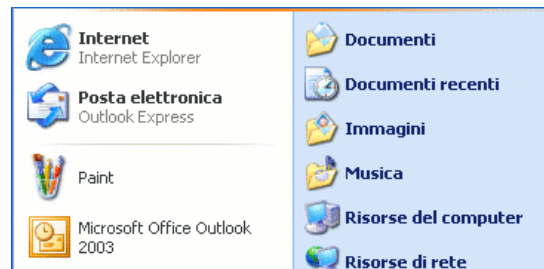 Internet
Internet Explorer
Posta elettronica
Outlook Express
Paint
Microsoft Office Outlook
2003
Documenti
Documenti recenti
Immagini
Musica
Risorse del computer
Risorse di rete